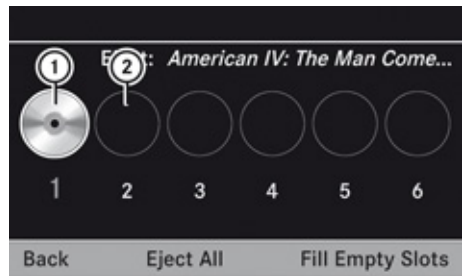 1 2
American IV: The Man Come...
1 2 3 4 5 6
Back Eject All Fill Empty Slots